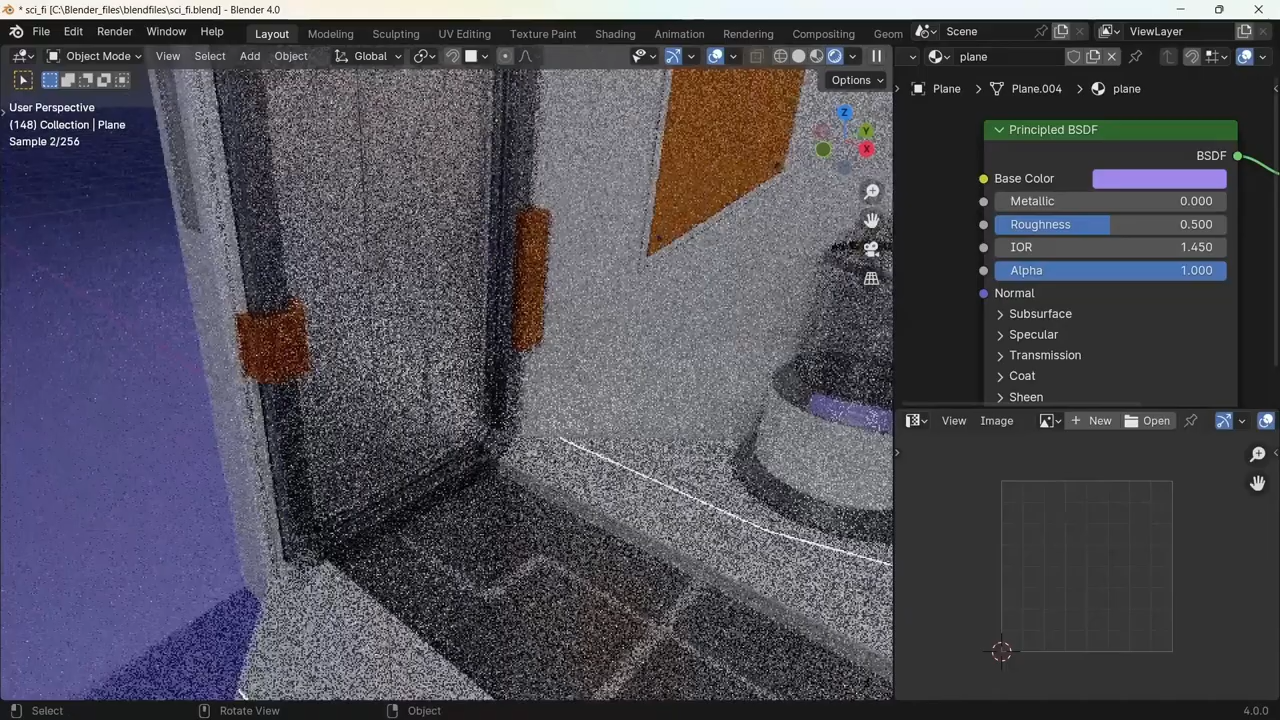 * sci_fi [C:\Blender_files\blendfiles\sci_fi.blend] - Blender 4.0
File Edit Render Window Help Layout Modeling Sculpting UV Editing Texture Paint Shading Animation Rendering Compositing Geom Scene ViewLayer
Object Mode View Select Add Object Global plane
Options
User Perspective
(148) Collection | Plane
Sample 2/256
Z
Y
X
Plane Plane.004 plane
Principled BSDF
BSDF
Base Color
Metallic 0.000
Roughness 0.500
IOR 1.450
Alpha 1.000
Normal
Subsurface
Specular
Transmission
Coat
Sheen
View Image New Open
Select Rotate View Object 4.0.0